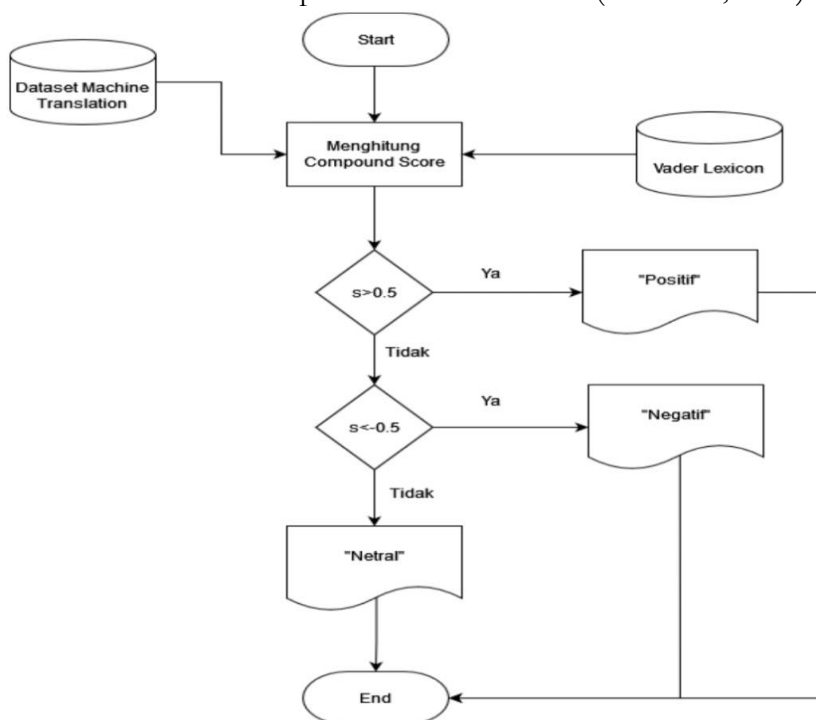 Start
Dataset Machine
Translation
Menghitung
Compound Score
Vader Lexicon
s>0.5
Ya
"Positif"
Tidak
s<-0.5
Ya
"Negatif"
Tidak
"Netral"
End